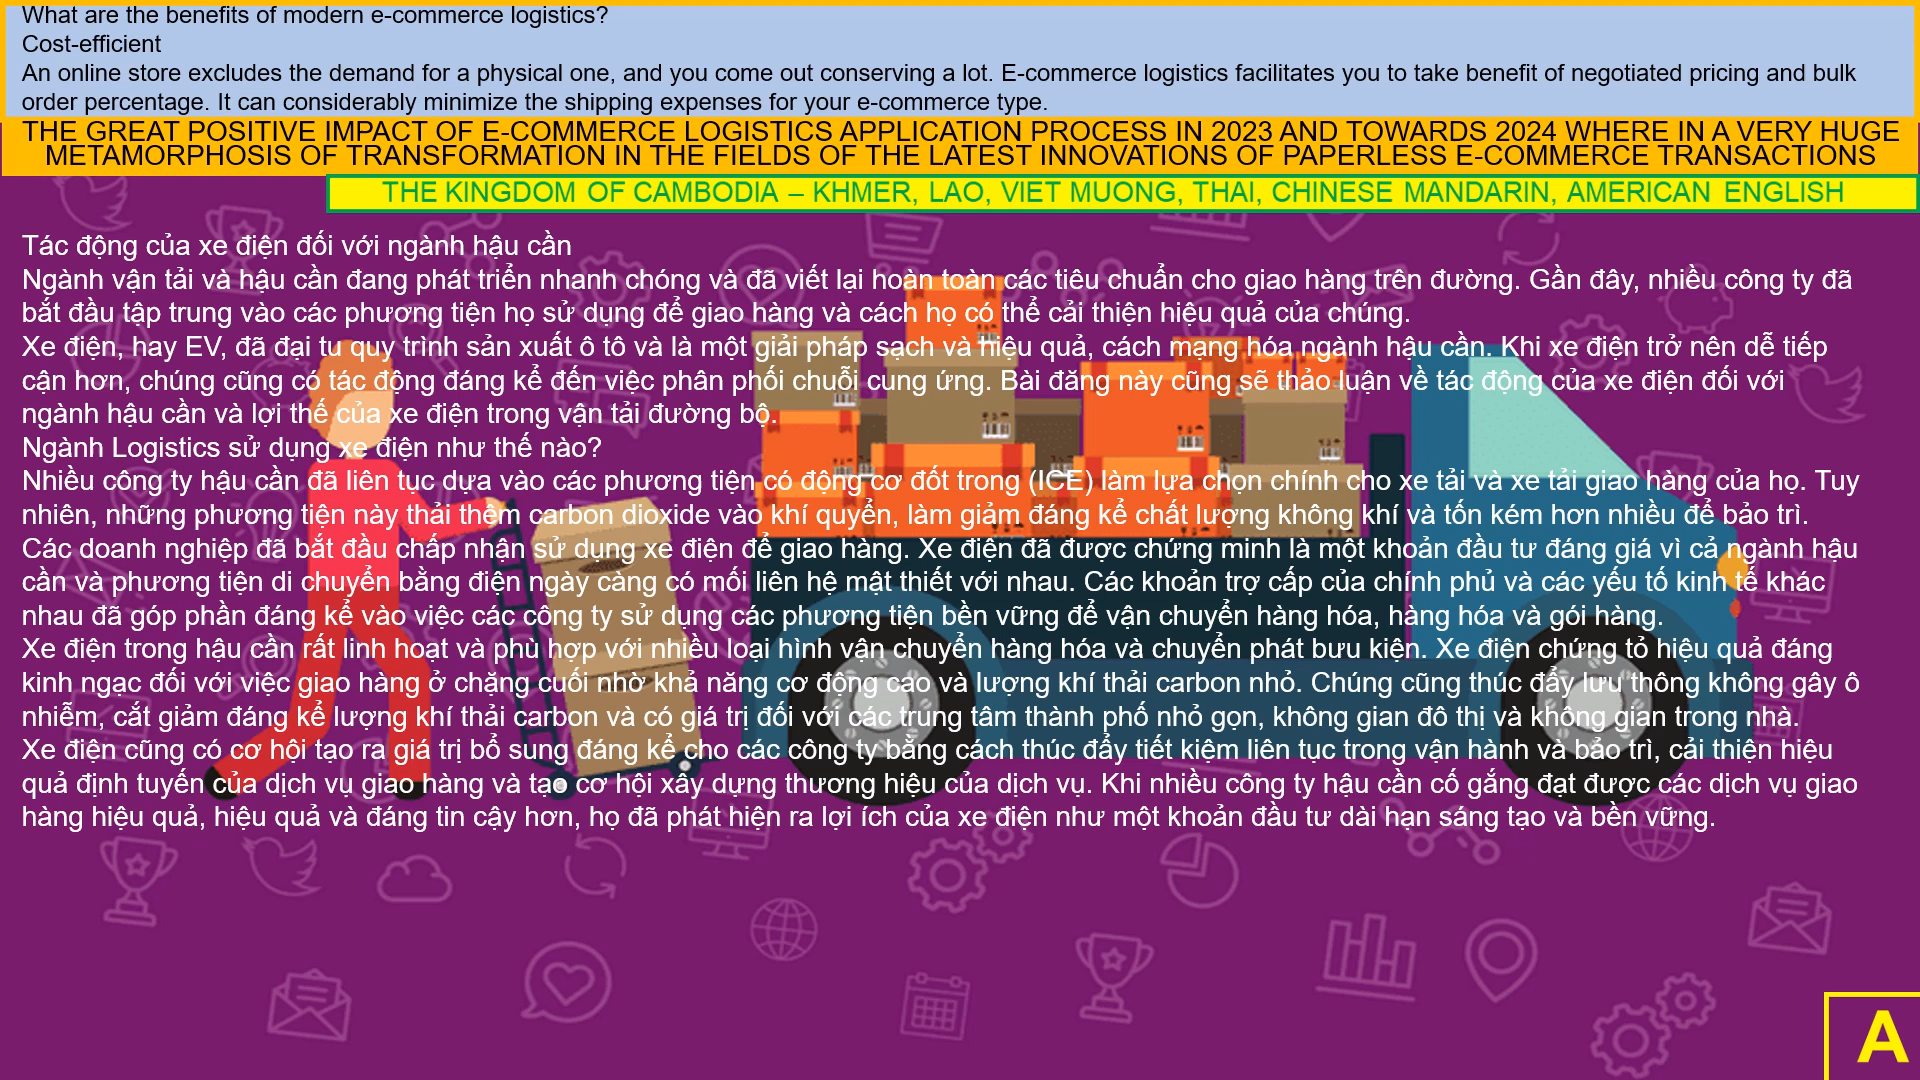 What are the benefits of modern e-commerce logistics?
Cost-efficient
An online store excludes the demand for a physical one, and you come out conserving a lot. E-commerce logistics facilitates you to take benefit of negotiated pricing and bulk
order percentage. It can considerably minimize the shipping expenses for your e-commerce type.
THE GREAT POSITIVE IMPACT OF E-COMMERCE LOGISTICS APPLICATION PROCESS IN 2023 AND TOWARDS 2024 WHERE IN A VERY HUGE
METAMORPHOSIS OF TRANSFORMATION IN THE FIELDS OF THE LATEST INNOVATIONS OF PAPERLESS E-COMMERCE TRANSACTIONS
THE KINGDOM OF CAMBODIA – KHMER, LAO, VIET MUONG, THAI, CHINESE MANDARIN, AMERICAN ENGLISH
Tác động của xe điện đối với ngành hậu cần
Ngành vận tải và hậu cần đang phát triển nhanh chóng và đã viết lại hoàn toàn các tiêu chuẩn cho giao hàng trên đường. Gần đây, nhiều công ty đã
bắt đầu tập trung vào các phương tiện họ sử dụng để giao hàng và cách họ có thể cải thiện hiệu quả của chúng.
Xe điện, hay EV, đã đại tu quy trình sản xuất ô tô và là một giải pháp sạch và hiệu quả, cách mạng hóa ngành hậu cần. Khi xe điện trở nên dễ tiếp
cận hơn, chúng cũng có tác động đáng kể đến việc phân phối chuỗi cung ứng. Bài đăng này cũng sẽ thảo luận về tác động của xe điện đối với
ngành hậu cần và lợi thế của xe điện trong vận tải đường bộ.
Ngành Logistics sử dụng xe điện như thế nào?
Nhiều công ty hậu cần đã liên tục dựa vào các phương tiện có động cơ đốt trong (ICE) làm lựa chọn chính cho xe tải và xe tải giao hàng của họ. Tuy
nhiên, những phương tiện này thải thêm carbon dioxide vào khí quyển, làm giảm đáng kể chất lượng không khí và tốn kém hơn nhiều để bảo trì.
Các doanh nghiệp đã bắt đầu chấp nhận sử dụng xe điện để giao hàng. Xe điện đã được chứng minh là một khoản đầu tư đáng giá vì cả ngành hậu
cần và phương tiện di chuyển bằng điện ngày càng có mối liên hệ mật thiết với nhau. Các khoản trợ cấp của chính phủ và các yếu tố kinh tế khác
nhau đã góp phần đáng kể vào việc các công ty sử dụng các phương tiện bền vững để vận chuyển hàng hóa, hàng hóa và gói hàng.
Xe điện trong hậu cần rất linh hoạt và phù hợp với nhiều loại hình vận chuyển hàng hóa và chuyển phát bưu kiện. Xe điện chứng tỏ hiệu quả đáng
kinh ngạc đối với việc giao hàng ở chặng cuối nhờ khả năng cơ động cao và lượng khí thải carbon nhỏ. Chúng cũng thúc đẩy lưu thông không gây ô
nhiễm, cắt giảm đáng kể lượng khí thải carbon và có giá trị đối với các trung tâm thành phố nhỏ gọn, không gian đô thị và không gian trong nhà.
Xe điện cũng có cơ hội tạo ra giá trị bổ sung đáng kể cho các công ty bằng cách thúc đẩy tiết kiệm liên tục trong vận hành và bảo trì, cải thiện hiệu
quả định tuyến của dịch vụ giao hàng và tạo cơ hội xây dựng thương hiệu của dịch vụ. Khi nhiều công ty hậu cần cố gắng đạt được các dịch vụ giao
hàng hiệu quả, hiệu quả và đáng tin cậy hơn, họ đã phát hiện ra lợi ích của xe điện như một khoản đầu tư dài hạn sáng tạo và bền vững.
A